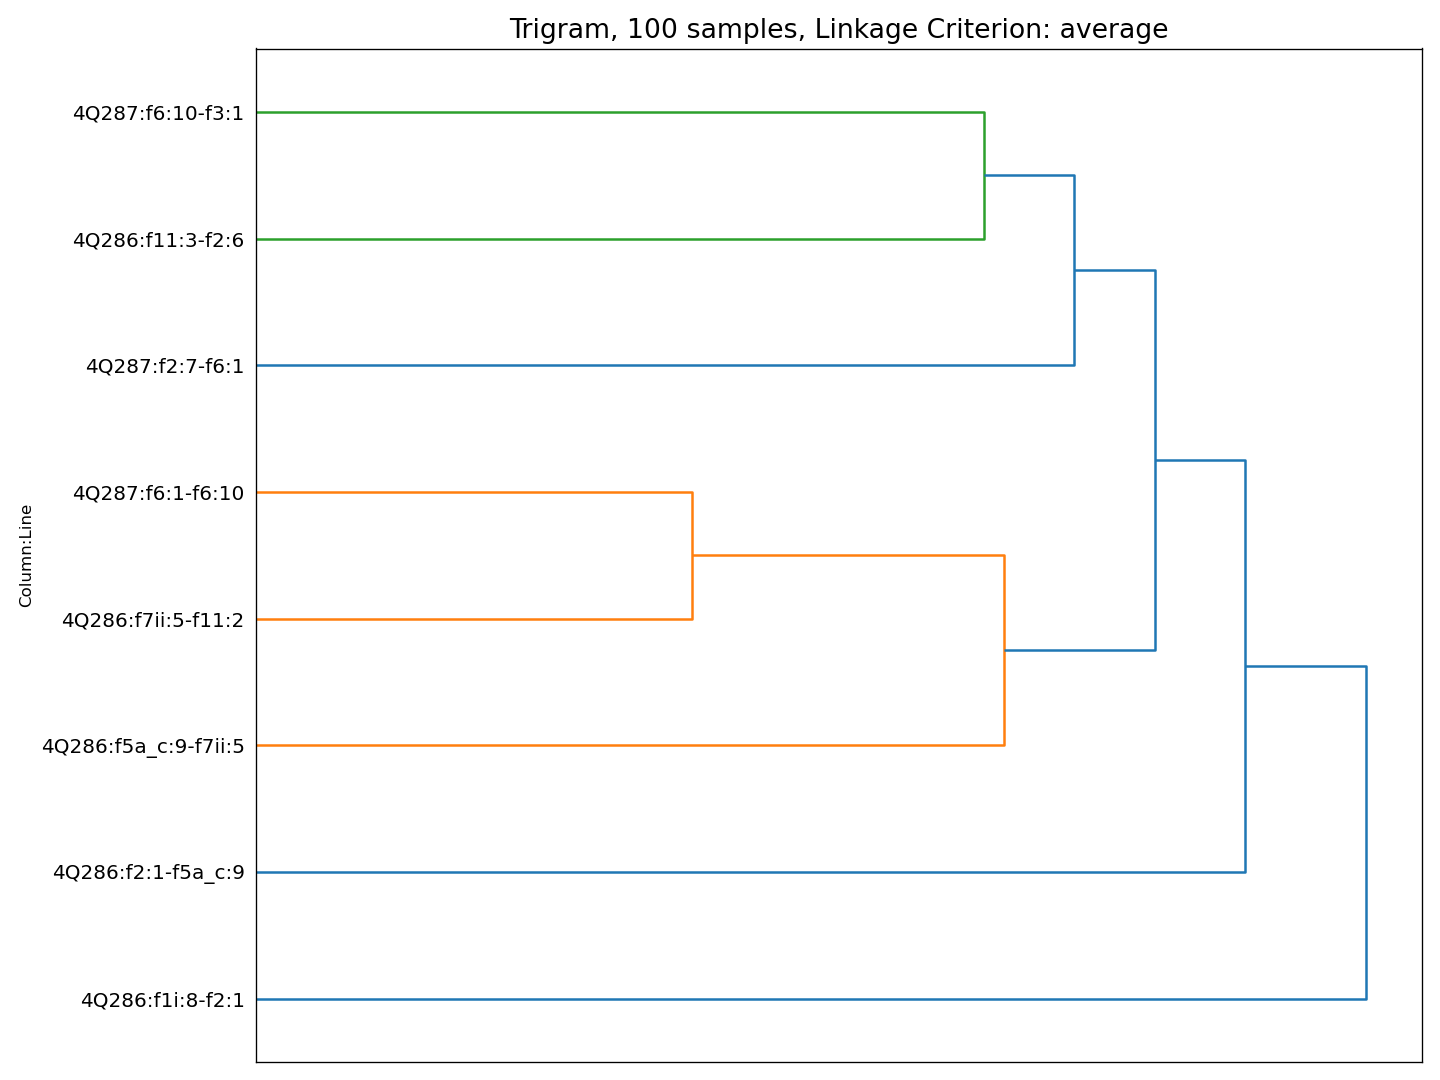 Trigram, 100 samples, Linkage Criterion: average
4Q287:f6:10-f3:1
4Q286:f11:3-f2:6
4Q287:f2:7-f6:1
4Q287:f6:1-f6:10
4Q286:f7ii:5-f11:2
4Q286:f5a_c:9-f7ii:5
4Q286:f2:1-f5a_c:9
4Q286:f1i:8-f2:1
Column:Line